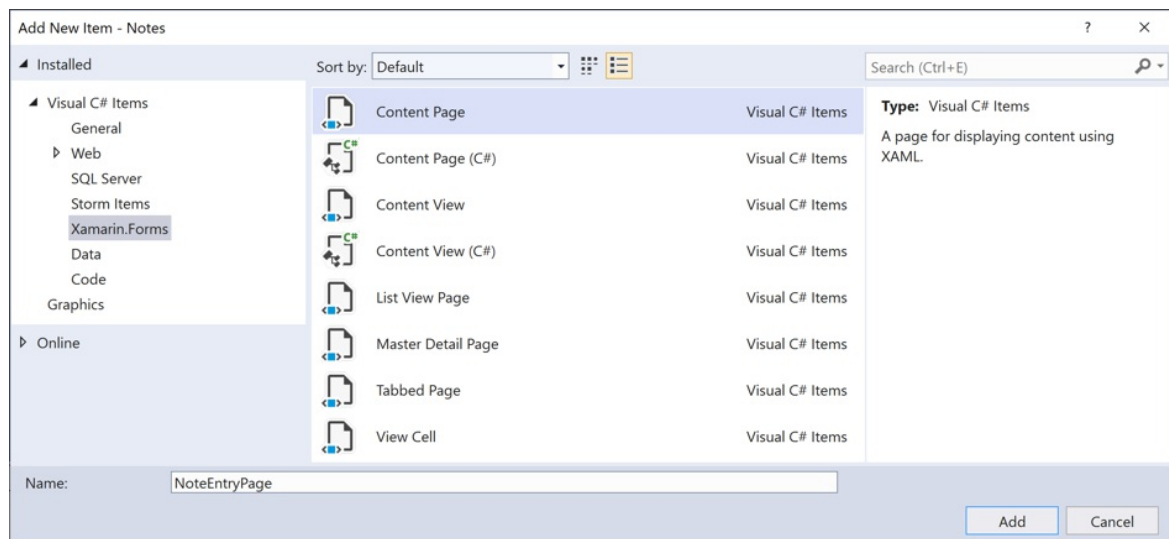 Add New Item - Notes
?
Installed
Sort by: Default
Search (Ctrl+E)
Visual C# Items
General
Web
SQL Server
Storm Items
Xamarin.Forms
Data
Code
Graphics
Online
Content Page Visual C# Items
C# Content Page (C#) Visual C# Items
Content View Visual C# Items
C# Content View (C#) Visual C# Items
List View Page Visual C# Items
Master Detail Page Visual C# Items
Tabbed Page Visual C# Items
View Cell Visual C# Items
Type: Visual C# Items
A page for displaying content using
XAML.
Name: NoteEntryPage
Add Cancel